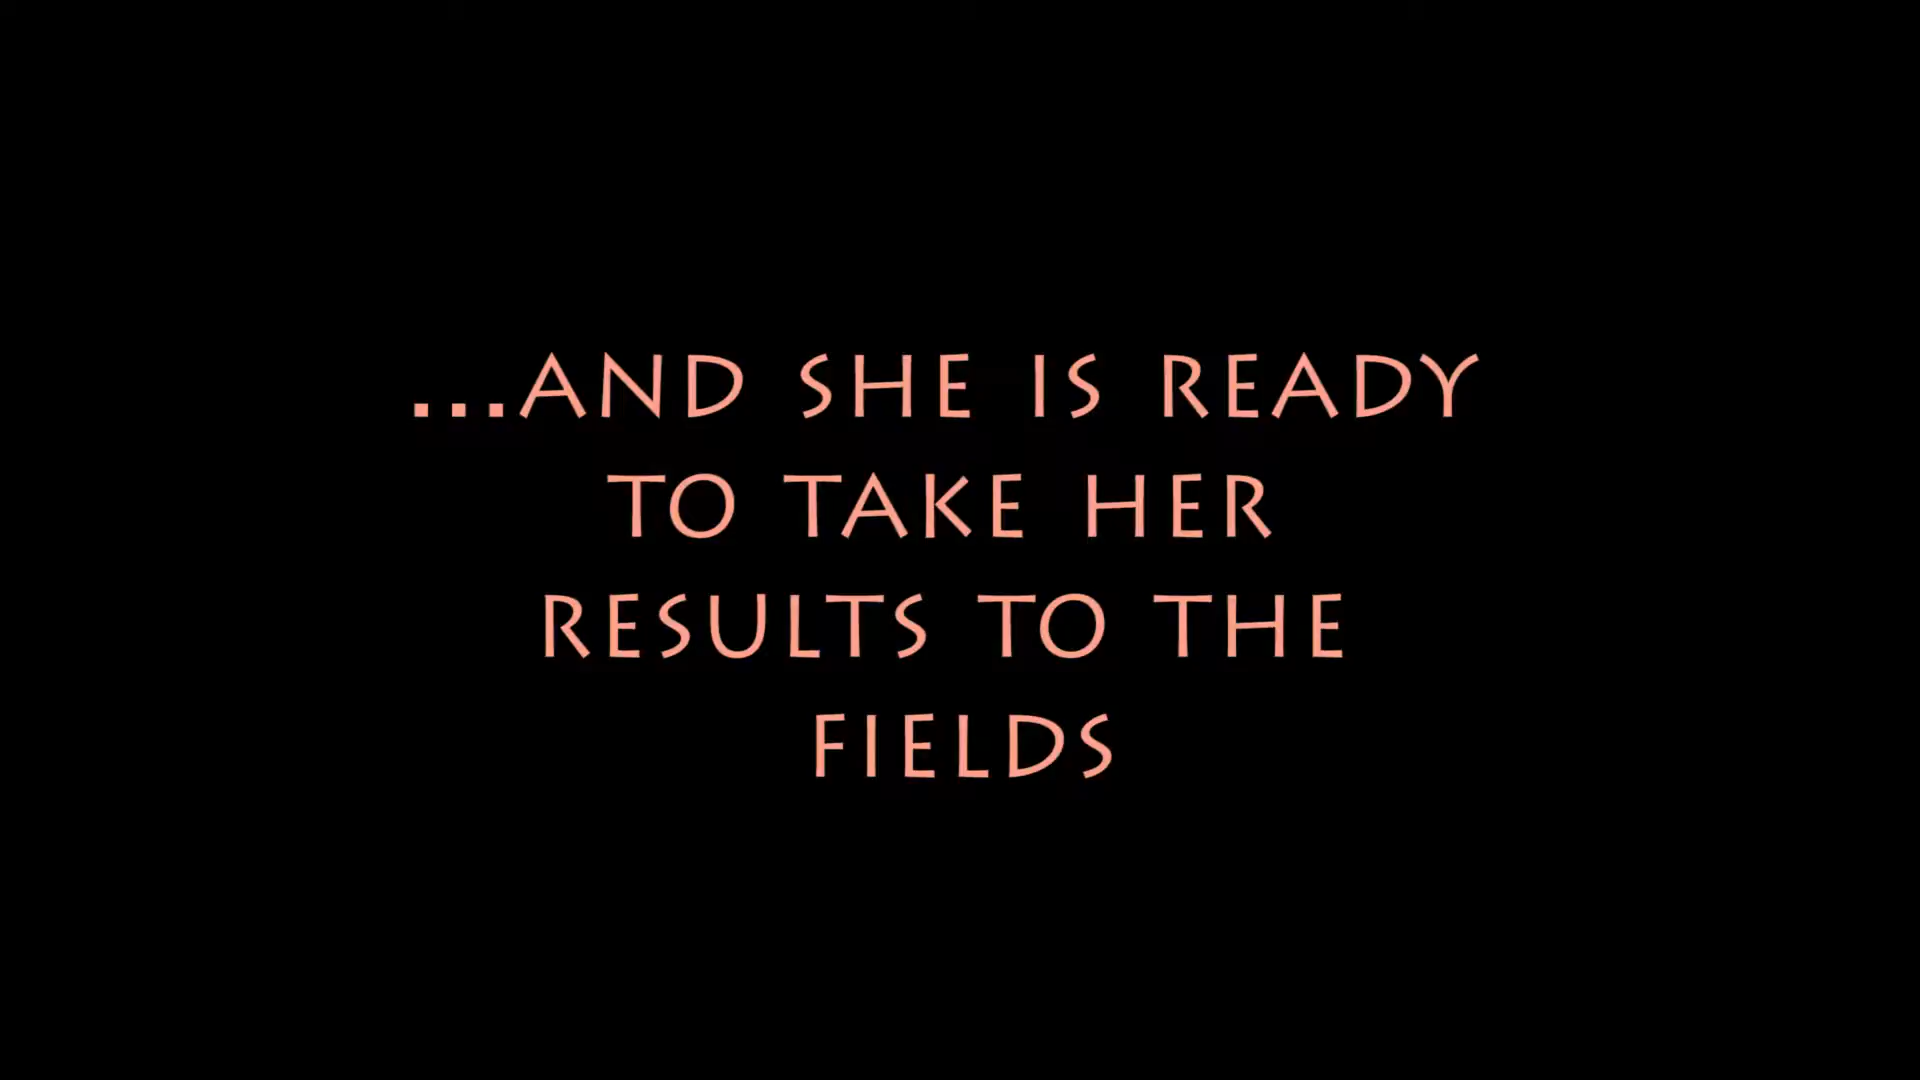 ...AND SHE IS READY
TO TAKE HER
RESULTS TO THE
FIELDS